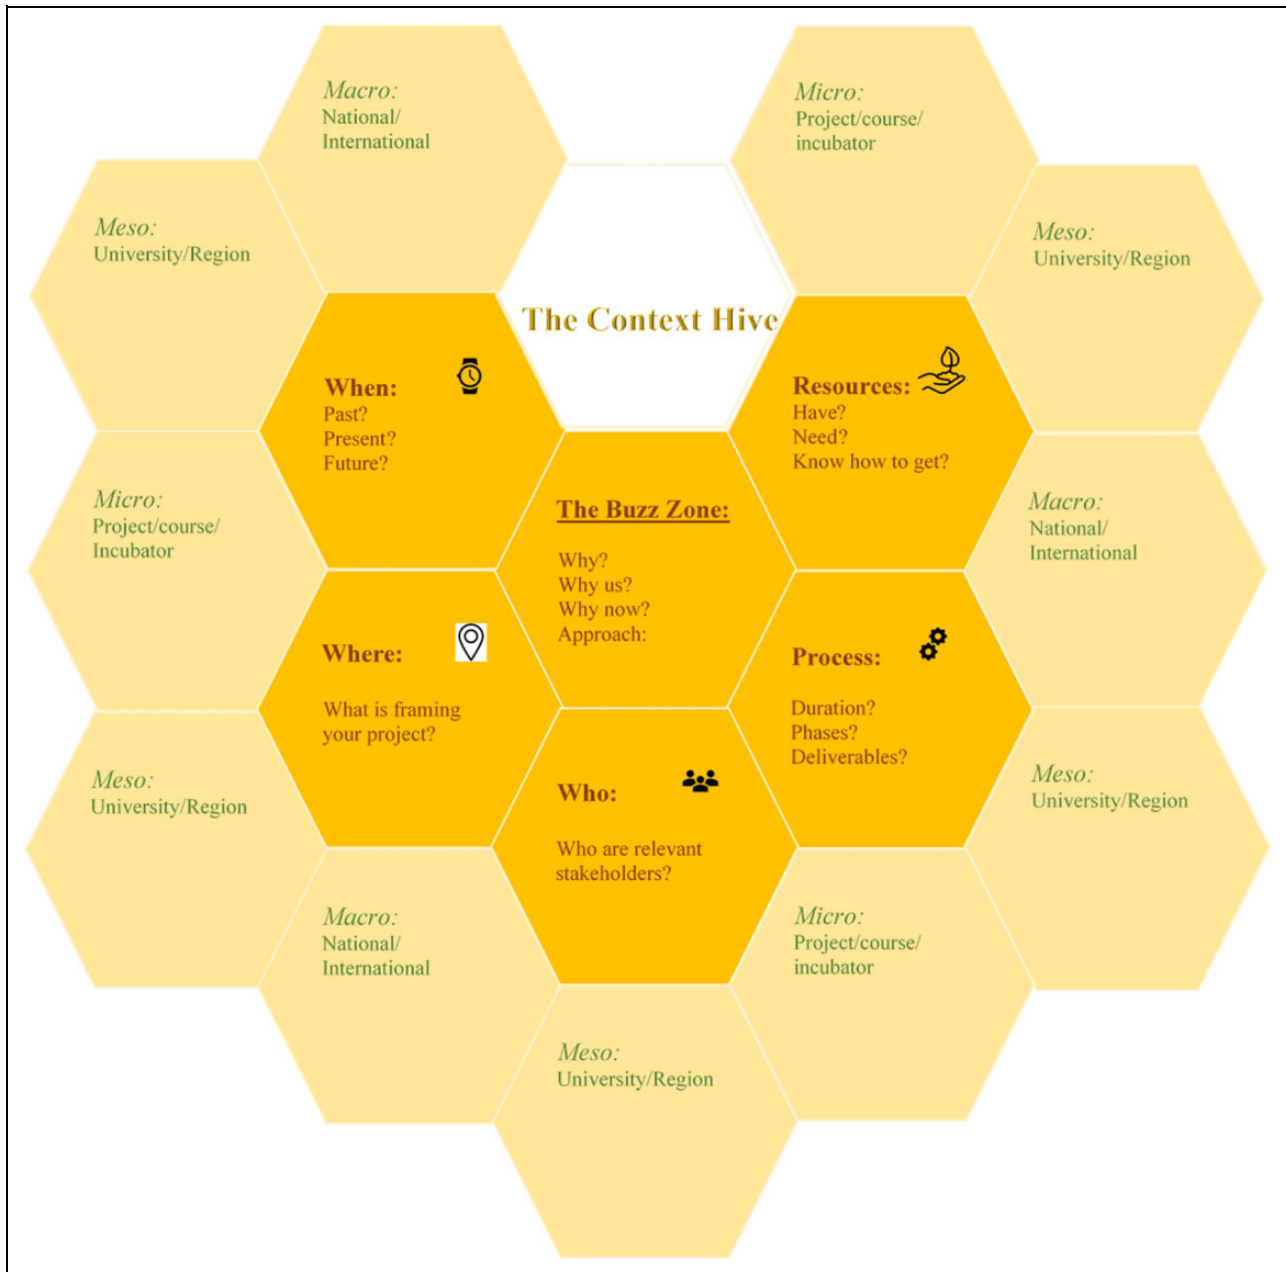 Macro:
National/
International
Micro:
Project/course/
incubator
Meso:
University/Region
Meso:
University/Region
The Context Hive
When:
Past?
Present?
Future?
Resources:
Have?
Need?
Know how to get?
Micro:
Project/course/
Incubator
The Buzz Zone:
Why?
Why us?
Why now?
Approach:
Macro:
National/
International
Where:
What is framing
your project?
Process:
Duration?
Phases?
Deliverables?
Meso:
University/Region
Who:
Who are relevant
stakeholders?
Meso:
University/Region
Macro:
National/
International
Micro:
Project/course/
incubator
Meso:
University/Region